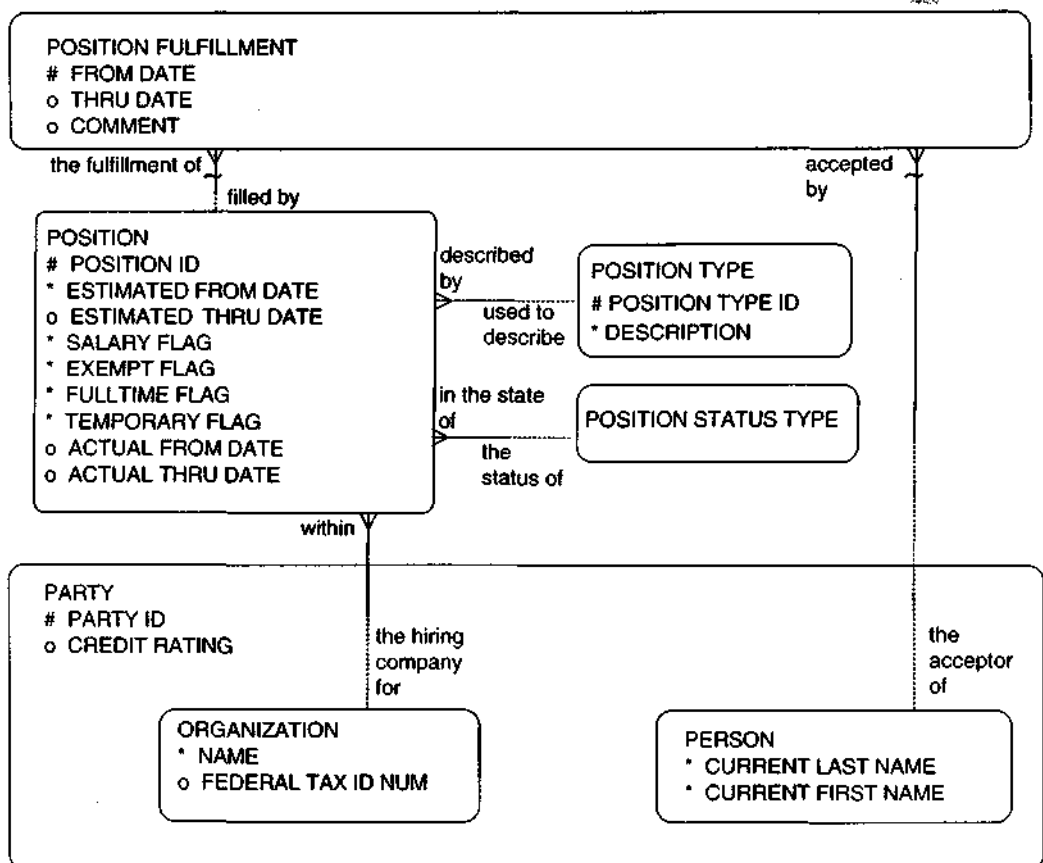 POSITION FULFILLMENT
# FROM DATE
o THRU DATE
o COMMENT
the fulfillment of
filled by
accepted
by
POSITION
# POSITION ID
* ESTIMATED FROM DATE
o ESTIMATED THRU DATE
* SALARY FLAG
* EXEMPT FLAG
* FULLTIME FLAG
* TEMPORARY FLAG
o ACTUAL FROM DATE
o ACTUAL THRU DATE
described
by
used to
describe
POSITION TYPE
# POSITION TYPE ID
* DESCRIPTION
in the state
of
the
status of
POSITION STATUS TYPE
within
PARTY
# PARTY ID
o CREDIT RATING
the hiring
company
for
the
acceptor
of
ORGANIZATION
* NAME
o FEDERAL TAX ID NUM
PERSON
* CURRENT LAST NAME
* CURRENT FIRST NAME